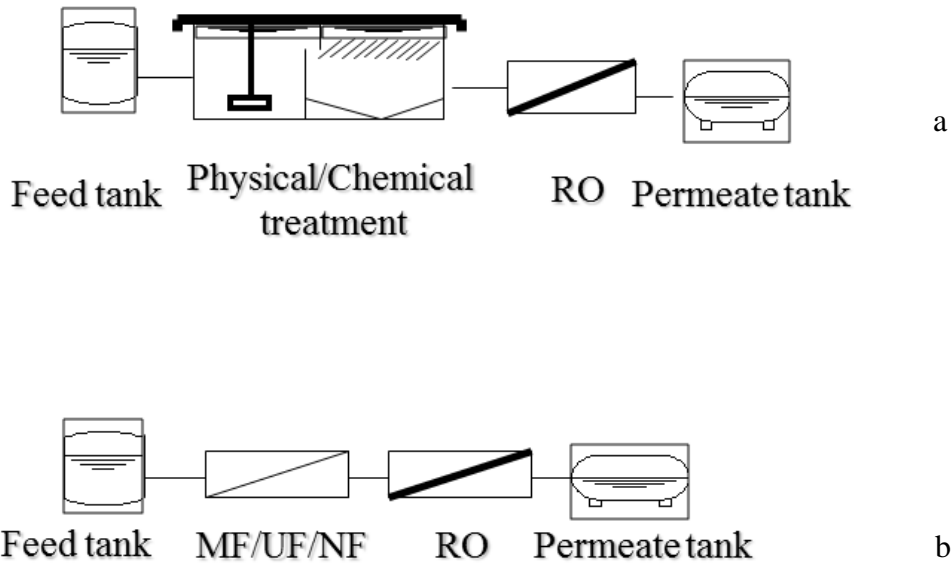 a
Feed tank
Physical/Chemical
treatment
RO
Permeate tank
Feed tank
MF/UF/NF
RO
Permeate tank
b